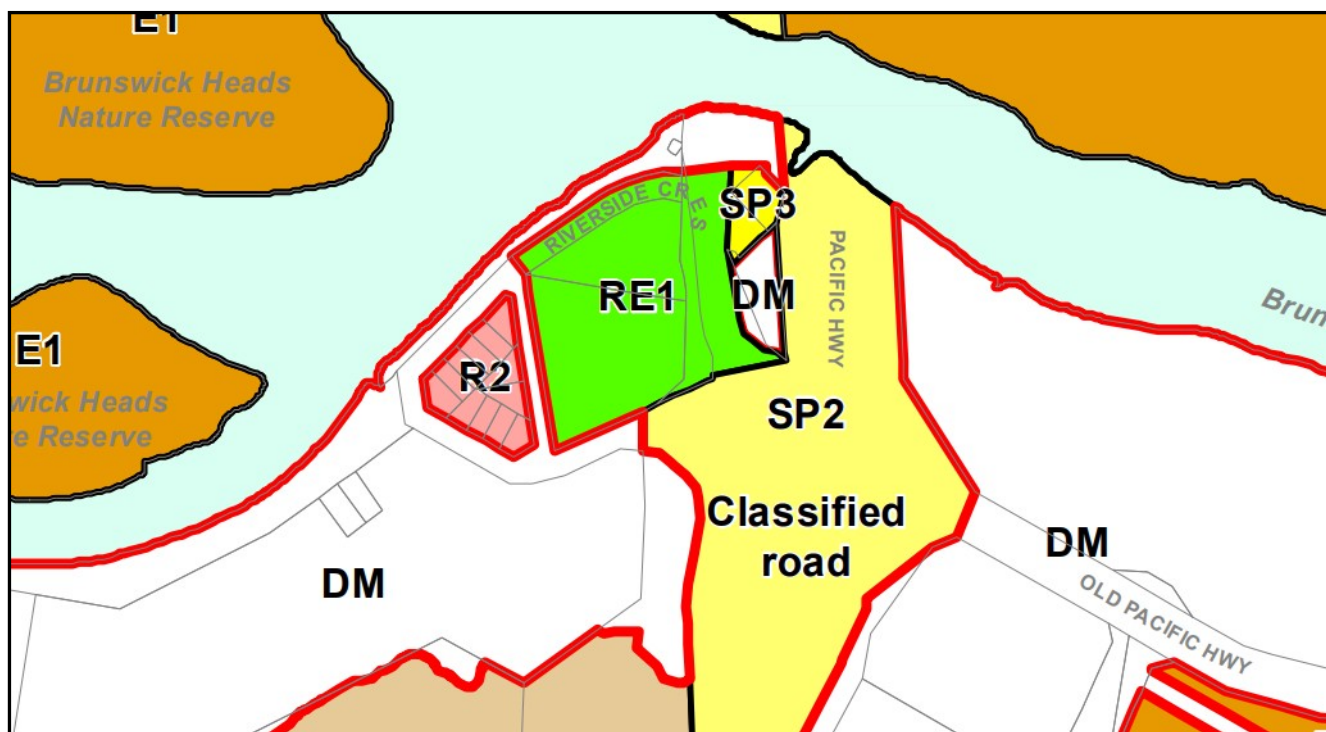 E1
Brunswick Heads
Nature Reserve
RIVERSIDE CRES
SP3
PACIFIC HWY
RE1
DM
Brun
E1
wick Heads
e Reserve
R2
SP2
Classified
road
DM
DM
OLD PACIFIC HWY